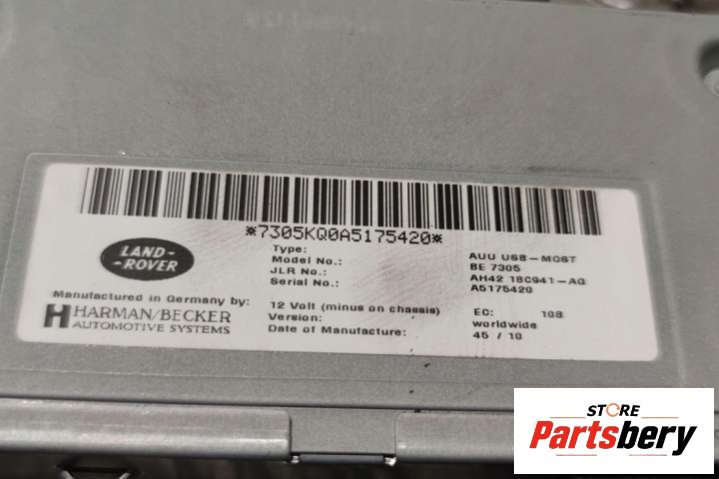 *7305KQ0A5175420*
LAND-
-ROVER
Type: AUU USB-MOST
Model No.: BE 7305
JLR No.: AH42 18C941-AG
Serial No.: A5175420
Manufactured in Germany by: 12 Volt (minus on chassis) EC: 108
HARMAN/BECKER Version: worldwide
AUTOMOTIVE SYSTEMS Date of Manufacture: 45 / 10
STORE
Partsbery